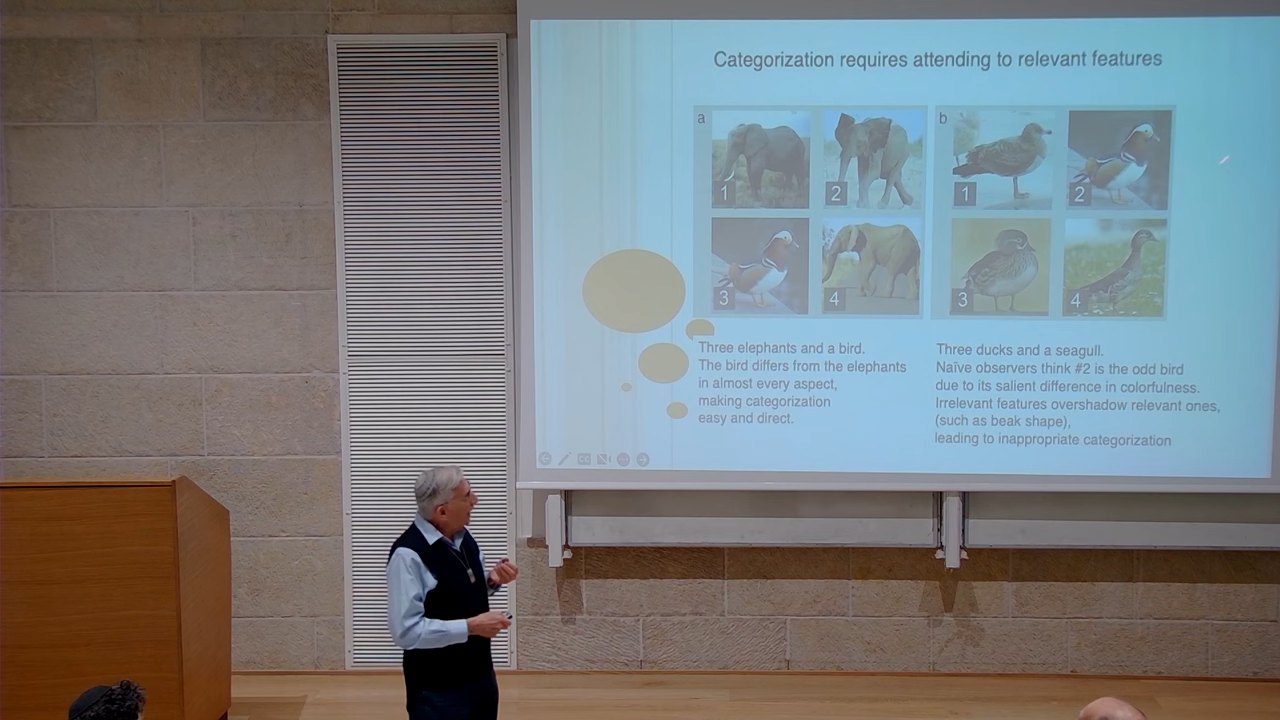 Categorization requires attending to relevant features
a
1
2
3
4
b
1
2
3
4
Three elephants and a bird.
The bird differs from the elephants
in almost every aspect,
making categorization
easy and direct.
Three ducks and a seagull.
Naïve observers think #2 is the odd bird
due to its salient difference in colorfulness.
Irrelevant features overshadow relevant ones,
(such as beak shape),
leading to inappropriate categorization